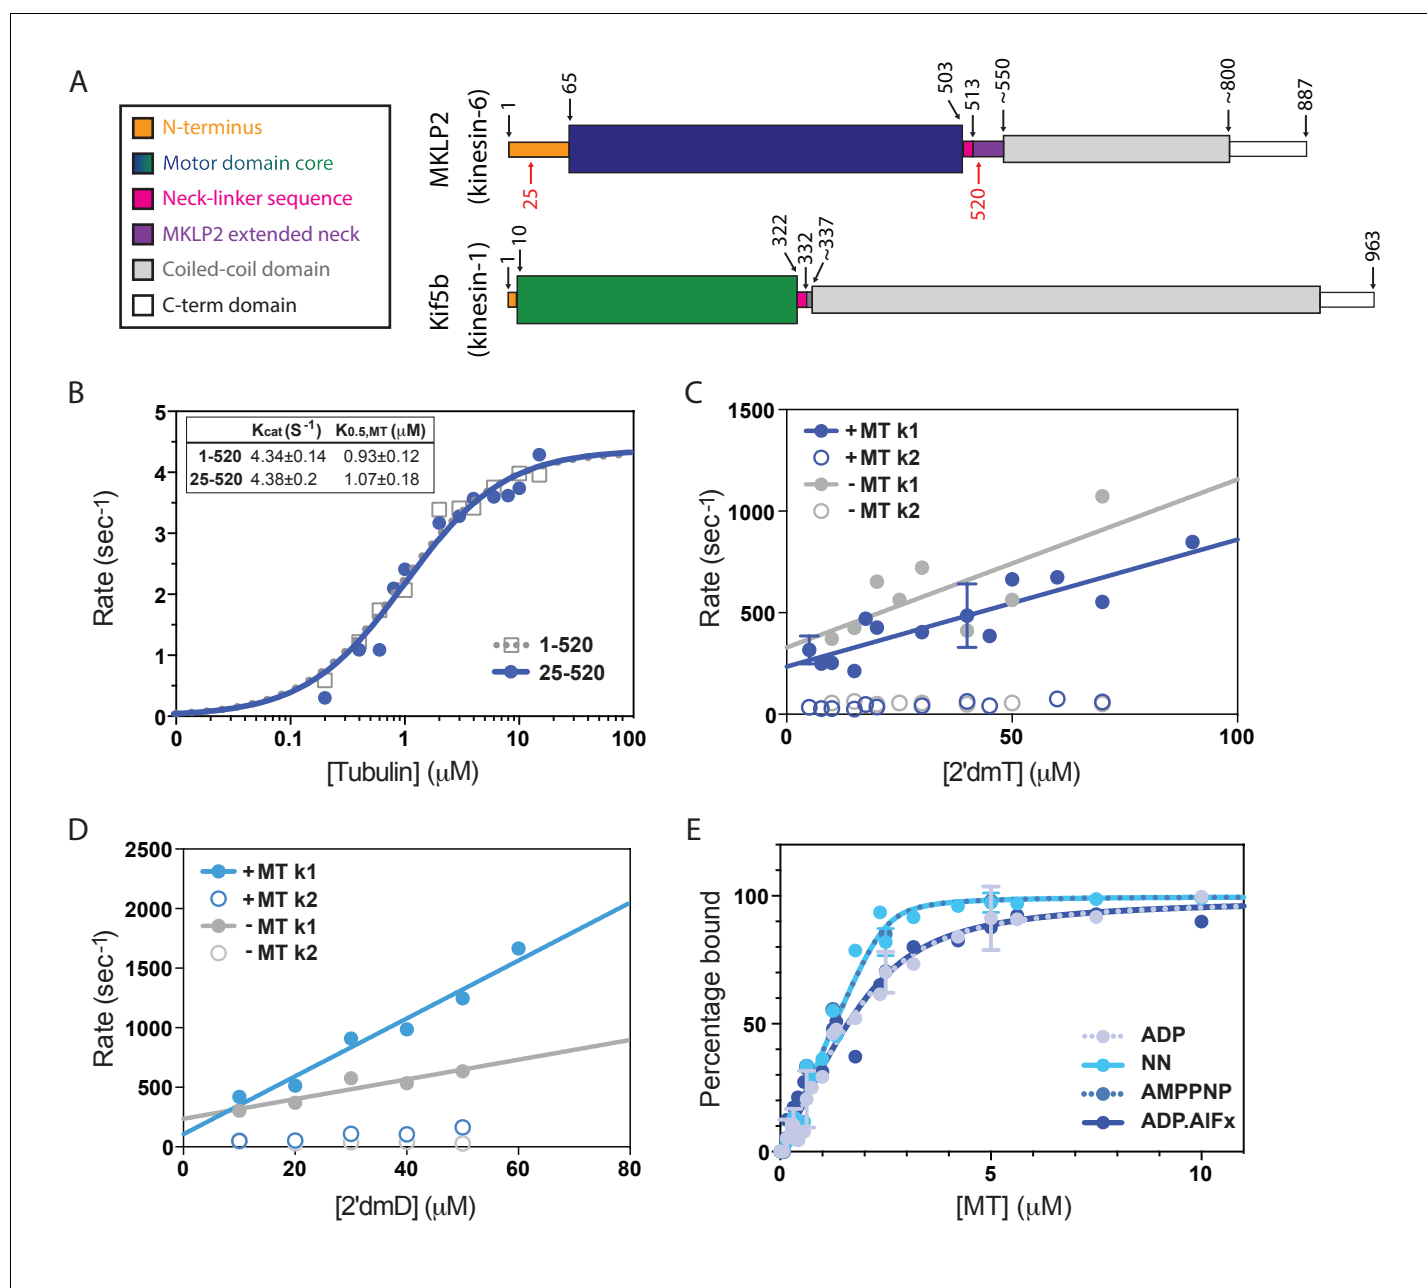 A
N-terminus
Motor domain core
Neck-linker sequence
MKLP2 extended neck
Coiled-coil domain
C-term domain
MKLP2
(kinesin-6)
1
65
503
513
~550
~800
887
25
520
Kif5b
(kinesin-1)
1
10
322
332
~337
963
B
Kcat (S-1) K0.5,MT (μM)
1-520 4.34±0.14 0.93±0.12
25-520 4.38±0.2 1.07±0.18
5
4
3
2
1
0
Rate (sec-1)
1-520
25-520
0 0.1 1 10 100
[Tubulin] (μM)
C
1500
1000
500
0
Rate (sec-1)
+MT k1
+MT k2
-MT k1
-MT k2
0 50 100
[2'dmT] (μM)
D
2500
2000
1500
1000
500
0
Rate (sec-1)
+MT k1
+MT k2
-MT k1
-MT k2
0 20 40 60 80
[2'dmD] (μM)
E
100
50
0
Percentage bound
ADP
NN
AMPPNP
ADP.AlFx
0 5 10
[MT] (μM)